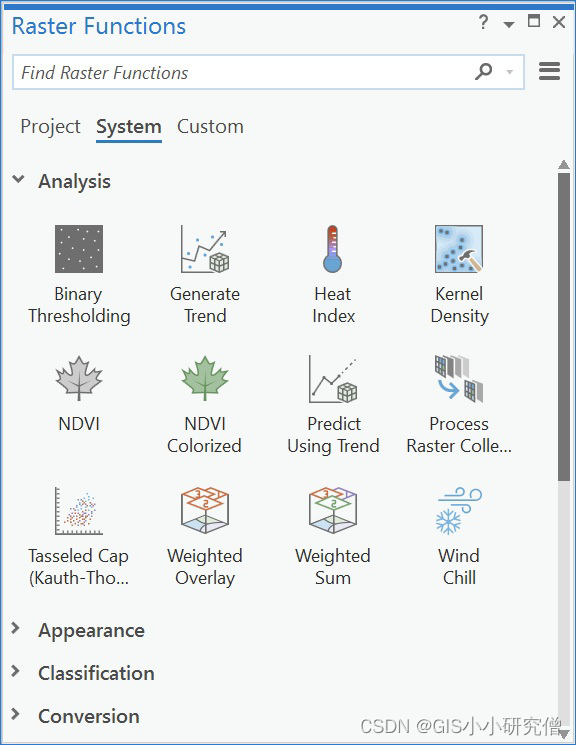 Raster Functions
?
Find Raster Functions
Project System Custom
Analysis
Binary
Thresholding
Generate
Trend
Heat
Index
Kernel
Density
NDVI
NDVI
Colorized
Predict
Using Trend
Process
Raster Colle...
Tasseled Cap
(Kauth-Tho...
Weighted
Overlay
Weighted
Sum
Wind
Chill
Appearance
Classification
Conversion
CSDN @GIS小小研究僧